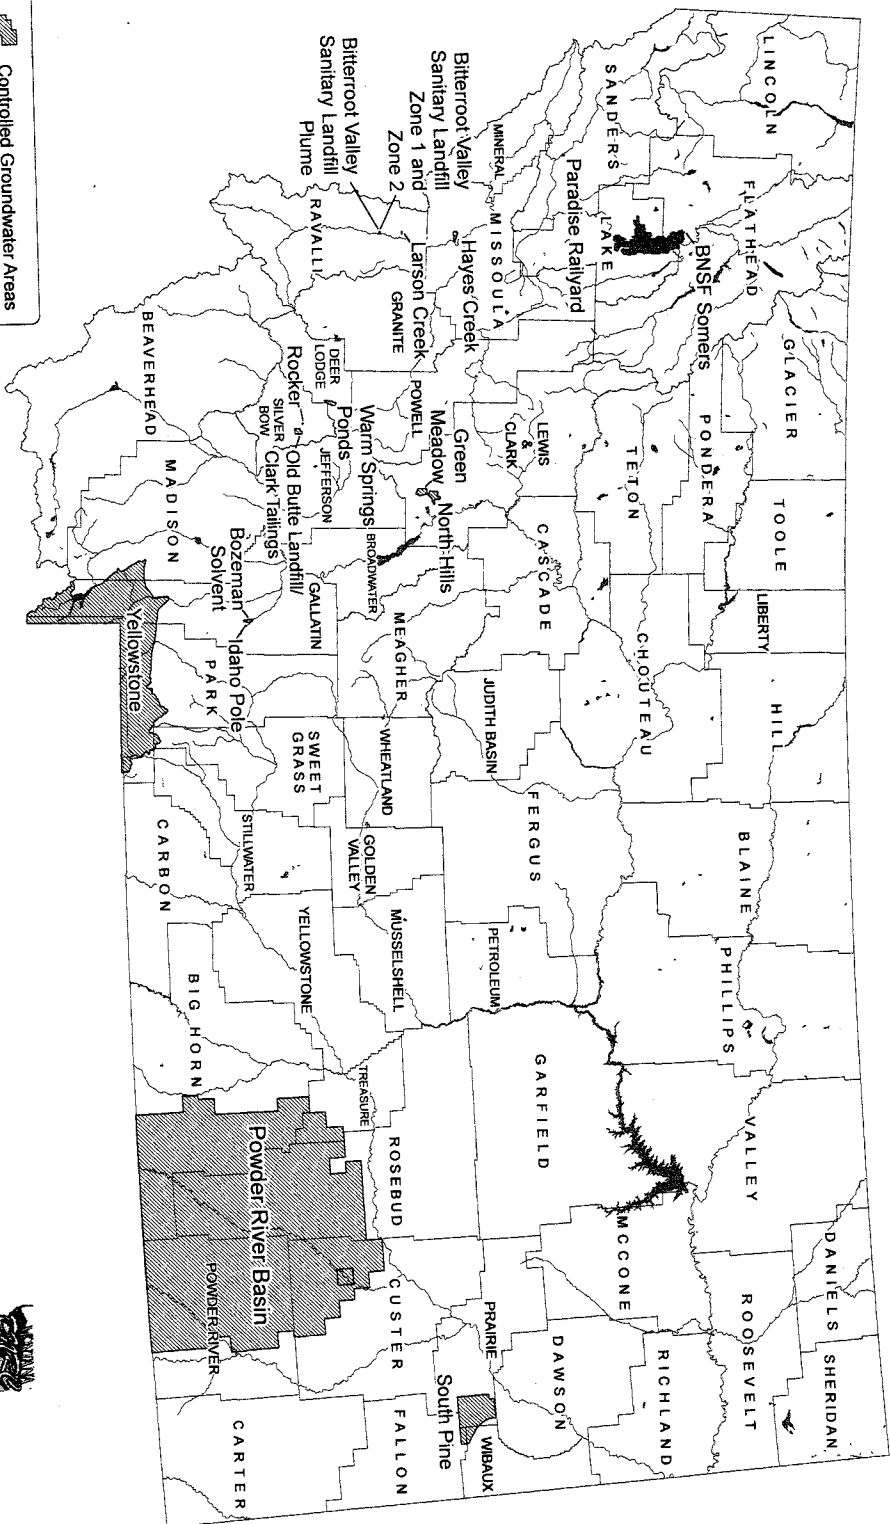 LINCOLN
SANDERS
FLATHEAD
GLACIER
TOOLE
LIBERTY
HILL
BLAINE
PHILLIPS
VALLEY
DANIELS
SHERIDAN
ROOSEVELT
BNSF Somers
LAKE
Paradise Railyard
PONDERA
TETON
CHOUTEAU
MCCONE
RICHLAND
MINERAL
MISSOULA
LEWIS
&
CLARK
CASCADE
JUDITH BASIN
FERGUS
PETROLEUM
GARFIELD
DAWSON
PRAIRIE
WIBAUX
Bitterroot Valley
Sanitary Landfill
Zone 1 and
Zone 2
Hayes Creek
Larson Creek
Bitterroot Valley
Sanitary Landfill
Plume
RAVALLI
GRANITE
POWELL
Green
Meadow
North Hills
Warm Springs
Ponds
DEER
LODGE
BROADWATER
MEAGHER
WHEATLAND
GOLDEN
VALLEY
MUSSELSHELL
TREASURE
ROSEBUD
CUSTER
South Pine
FALLON
Rocker
SILVER
BOW
JEFFERSON
Old Butte Landfill/
Clark Tailings
GALLATIN
Bozeman
Solvent
Idaho Pole
SWEET
GRASS
STILLWATER
YELLOWSTONE
BEAVERHEAD
MADISON
PARK
Yellowstone
CARBON
BIG HORN
Powder River Basin
POWDER RIVER
CARTER
Controlled Groundwater Areas
MONTANA